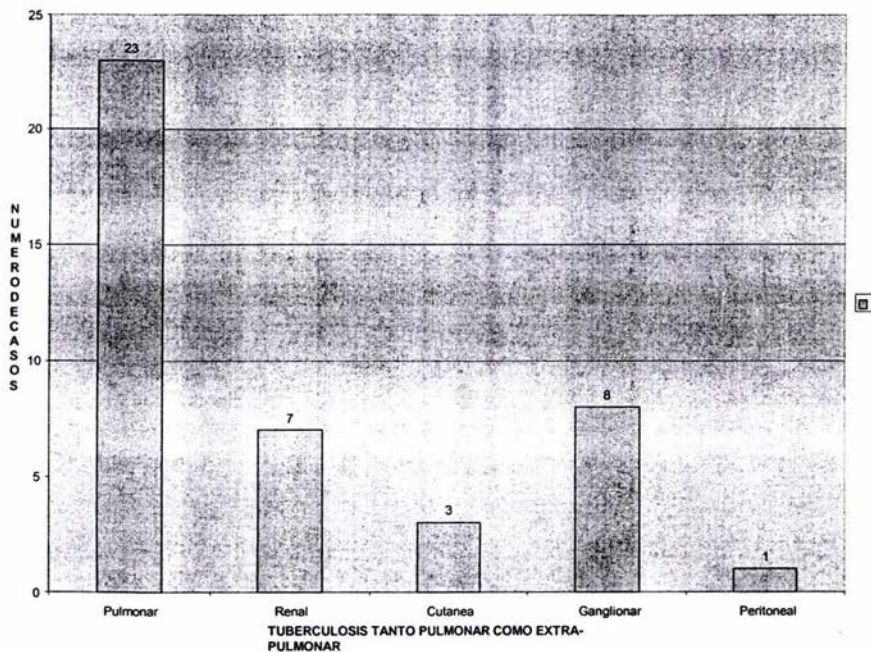 25
23
20
15
10
8
7
5
3
1
0
NUMERODECASOS
Pulmonar Renal Cutanea Ganglionar Peritoneal
TUBERCULOSIS TANTO PULMONAR COMO EXTRA-
PULMONAR